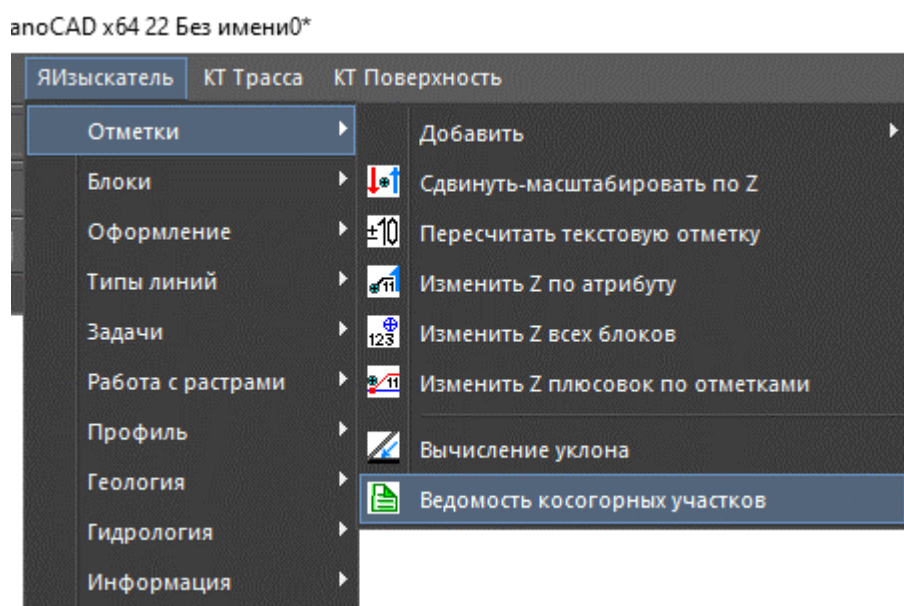 anoCAD x64 22 Без имени0*
ЯИзыскатель КТ Трасса КТ Поверхность
Отметки
Блоки
Оформление
Типы линий
Задачи
Работа с растрами
Профиль
Геология
Гидрология
Информация
Добавить
Сдвинуть-масштабировать по Z
±10 Пересчитать текстовую отметку
11 Изменить Z по атрибуту
123 Изменить Z всех блоков
11 Изменить Z плюсовок по отметками
Вычисление уклона
Ведомость косогорных участков